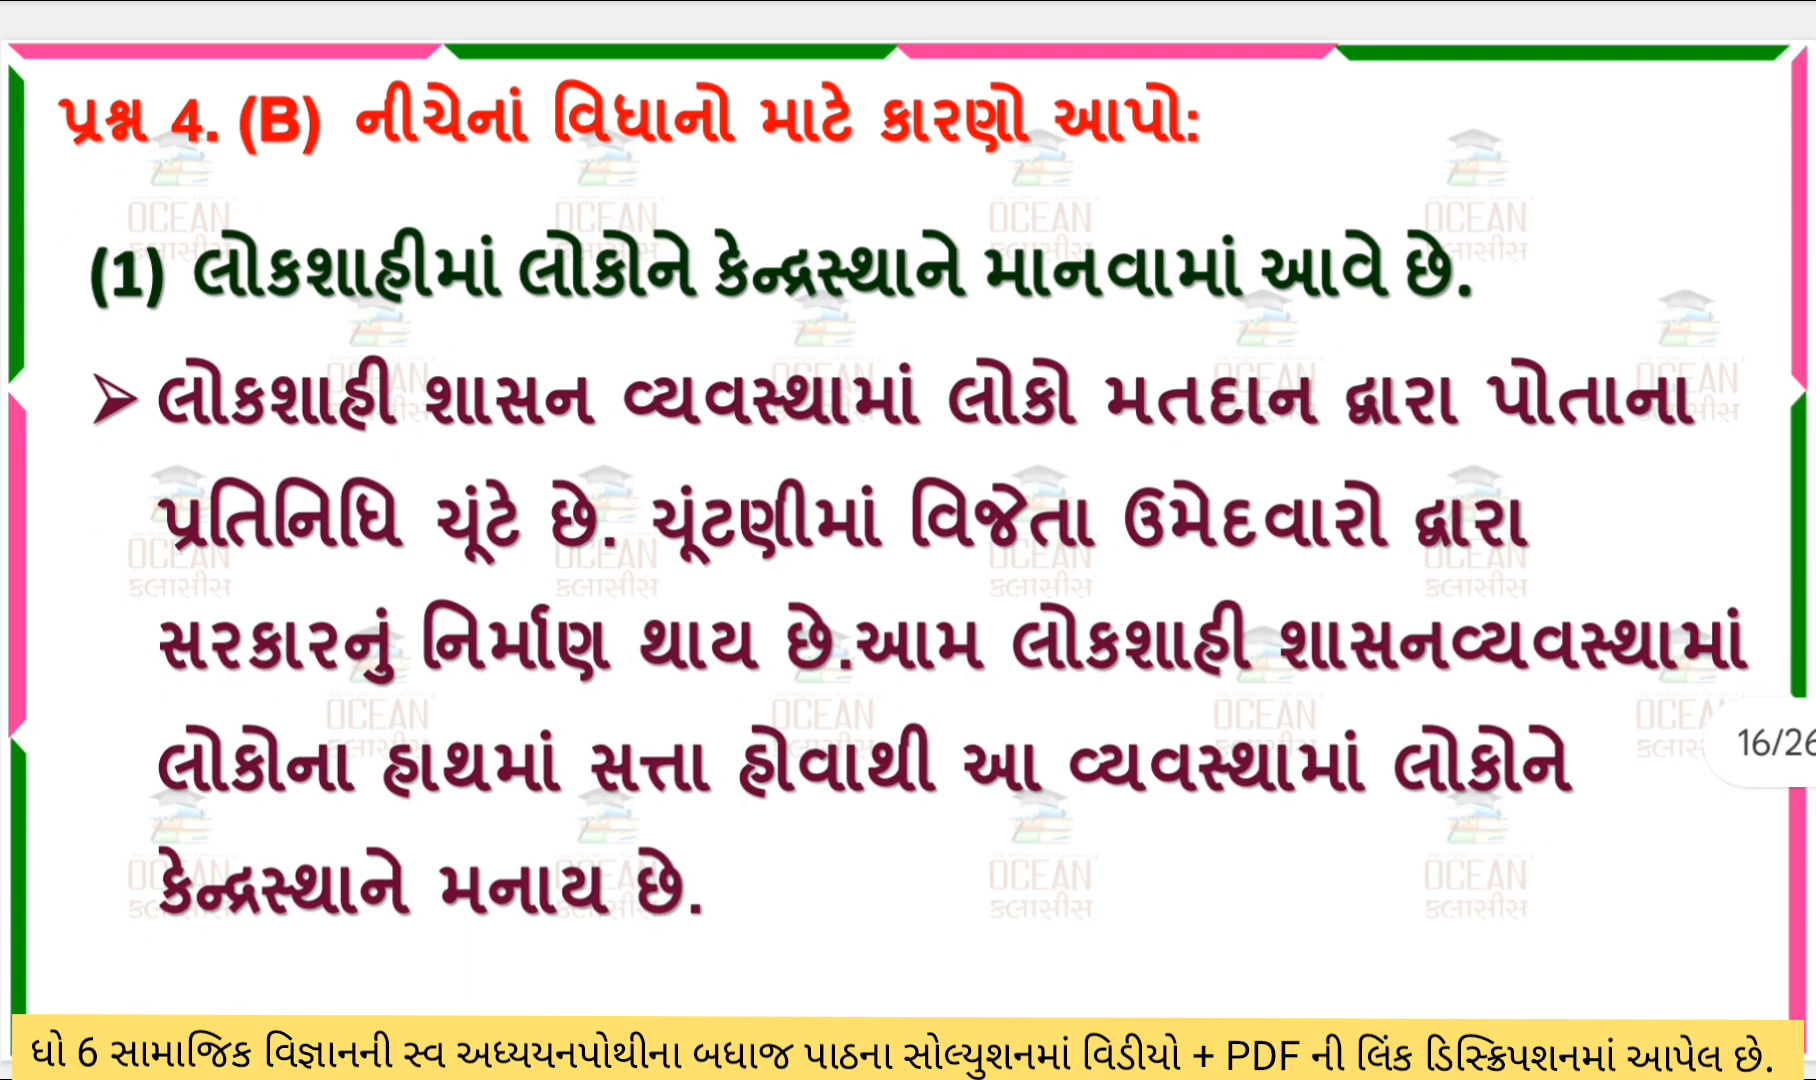 પ્રશ્ન 4. (B) નીચેનાં વિધાનો માટે કારણો આપો:
(1) લોકશાહીમાં લોકોને કેન્દ્રસ્થાને માનવામાં આવે છે.
➢ લોકશાહી શાસન વ્યવસ્થામાં લોકો મતદાન દ્વારા પોતાના
પ્રતિનિધિ ચૂંટે છે. ચૂંટણીમાં વિજેતા ઉમેદવારો દ્વારા
સરકારનું નિર્માણ થાય છે.આમ લોકશાહી શાસનવ્યવસ્થામાં
લોકોના હાથમાં સત્તા હોવાથી આ વ્યવસ્થામાં લોકોને
કેન્દ્રસ્થાને મનાય છે.
16/26
ધો 6 સામાજિક વિજ્ઞાનની સ્વ અધ્યયનપોથીના બધાજ પાઠના સોલ્યુશનમાં વિડીયો + PDF ની લિંક ડિસ્ક્રિપશનમાં આપેલ છે.
OCEAN
ક્લાસીસ